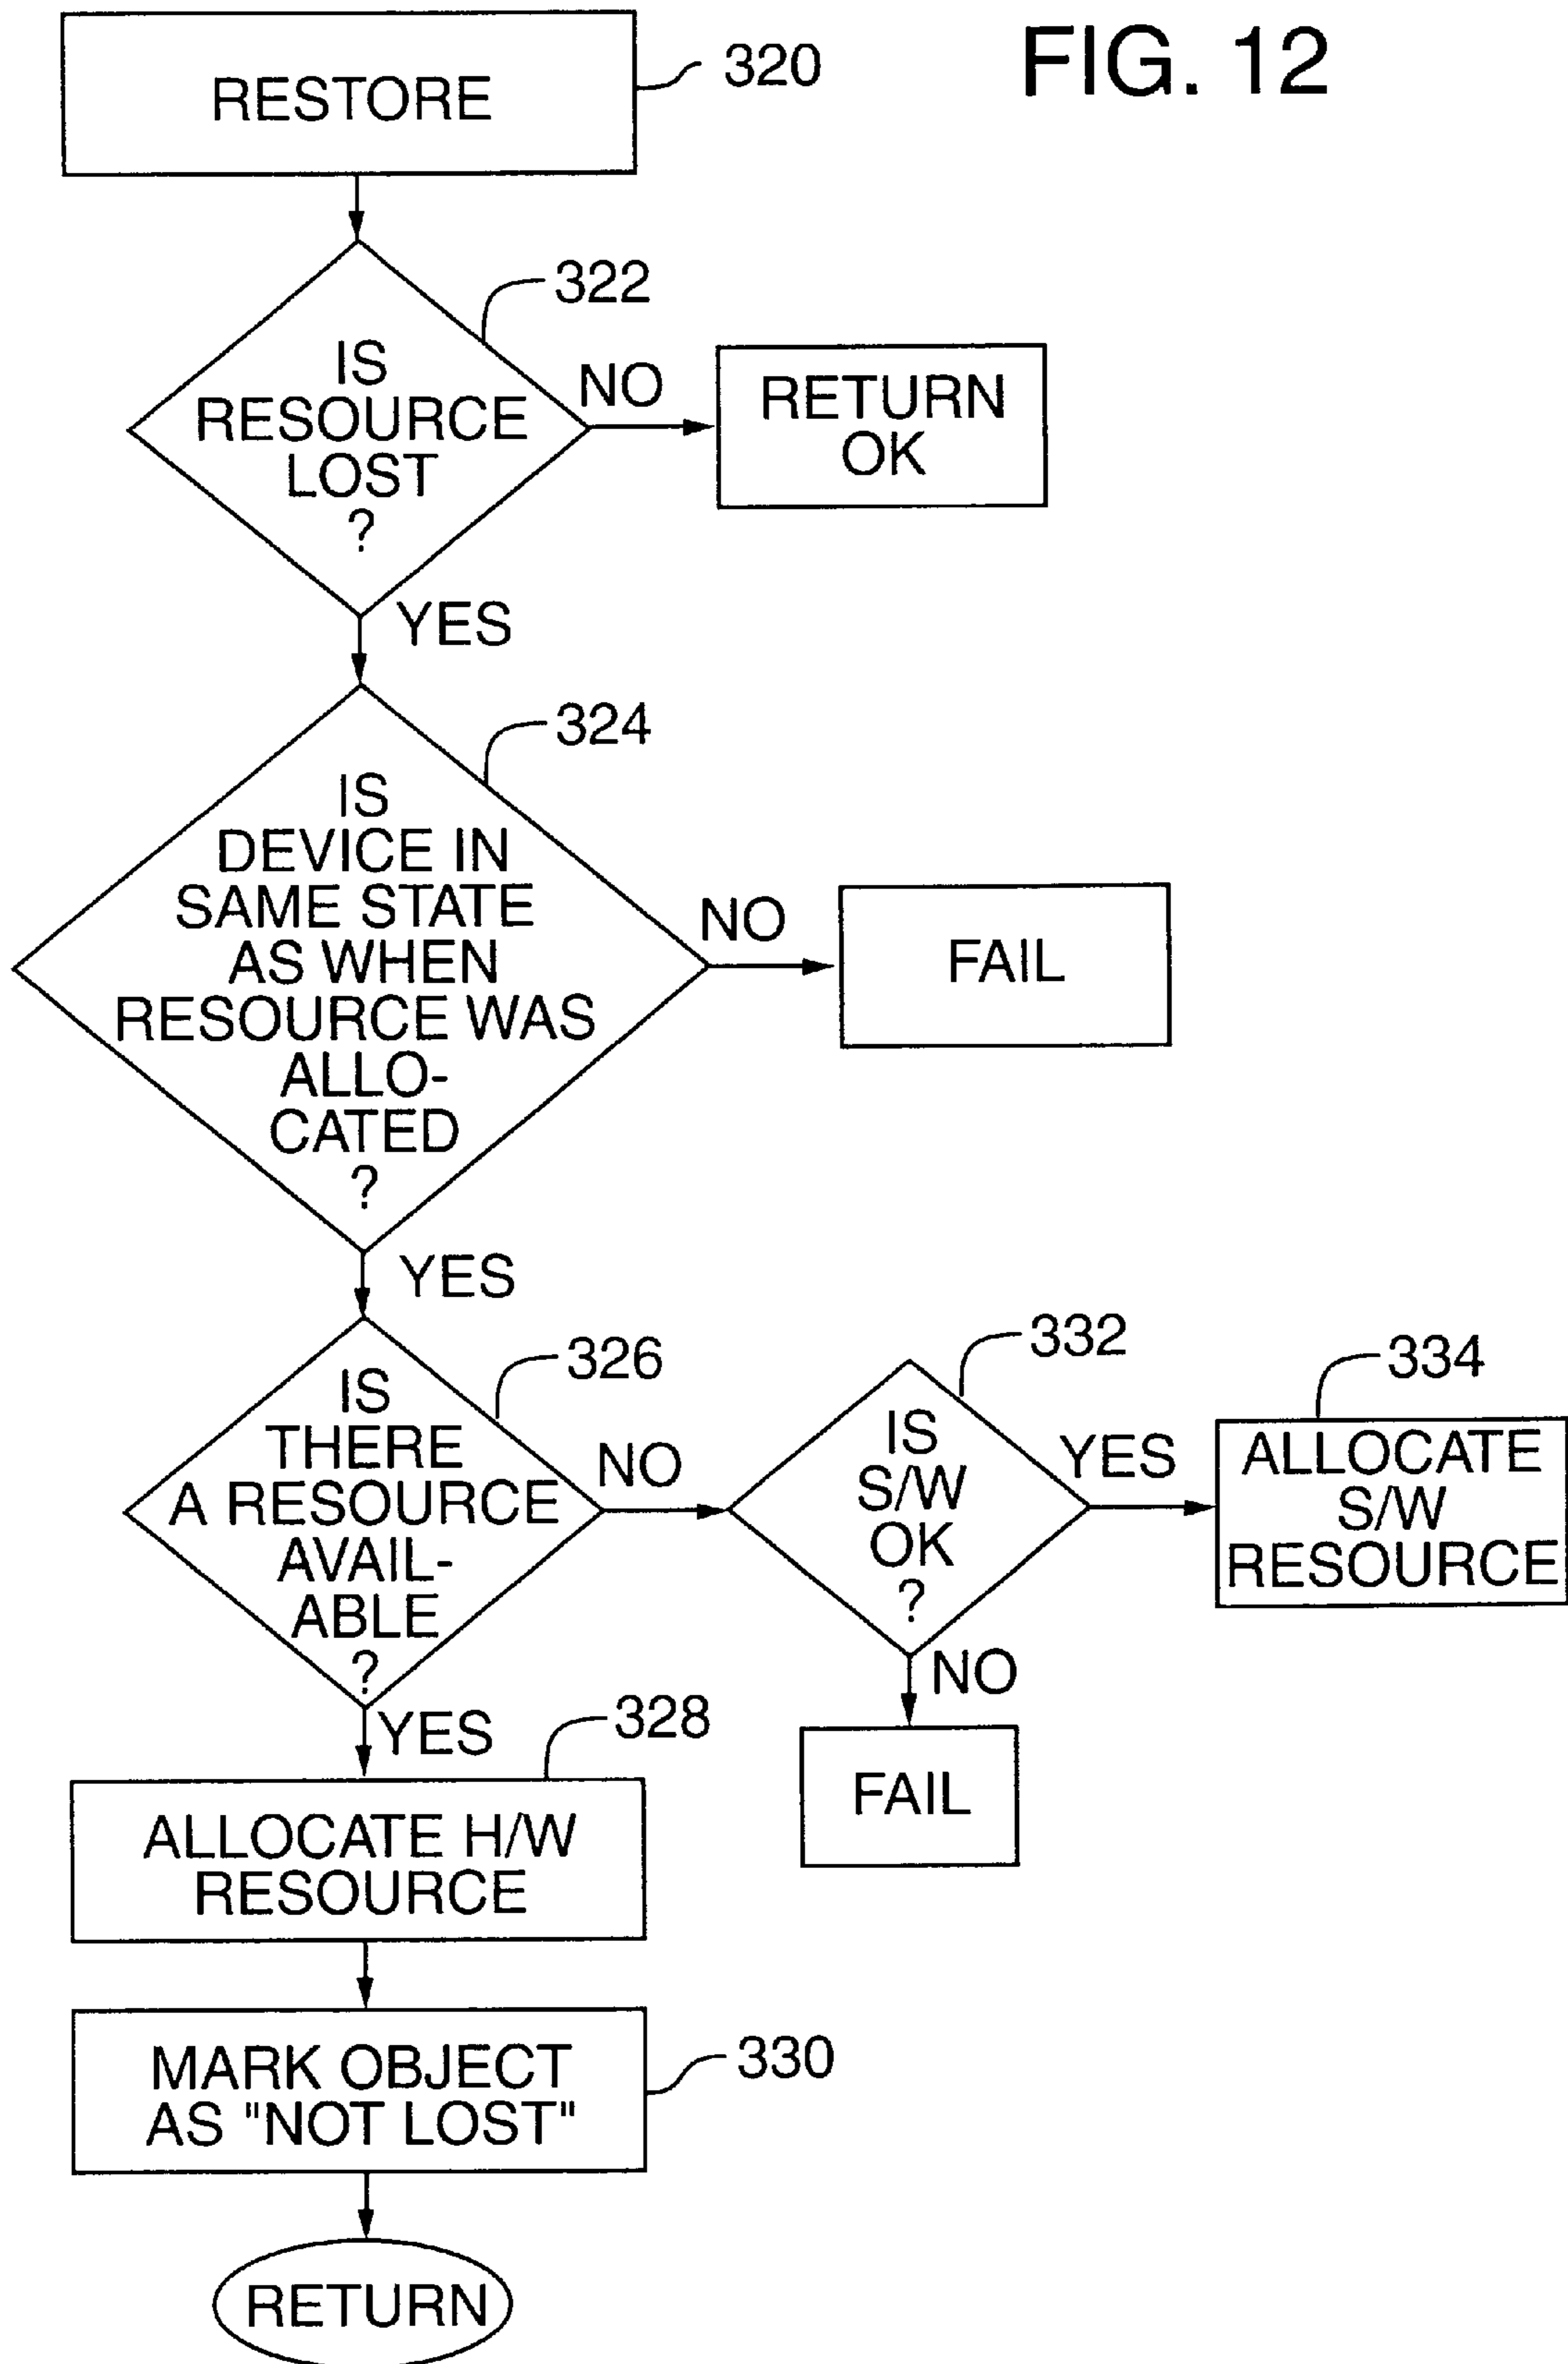 FIG. 12
RESTORE
320
322
IS
RESOURCE
LOST
?
NO
RETURN
OK
YES
324
IS
DEVICE IN
SAME STATE
AS WHEN
RESOURCE WAS
ALLO-
CATED
?
NO
FAIL
YES
326
IS
THERE
A RESOURCE
AVAIL-
ABLE
?
NO
332
IS
S/W
OK
?
YES
334
ALLOCATE
S/W
RESOURCE
NO
FAIL
YES
328
ALLOCATE H/W
RESOURCE
MARK OBJECT
AS "NOT LOST"
330
RETURN